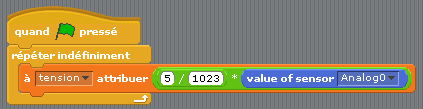 quand pressé
répéter indéfiniment
à tension attribuer 5 / 1023 * value of sensor Analog0